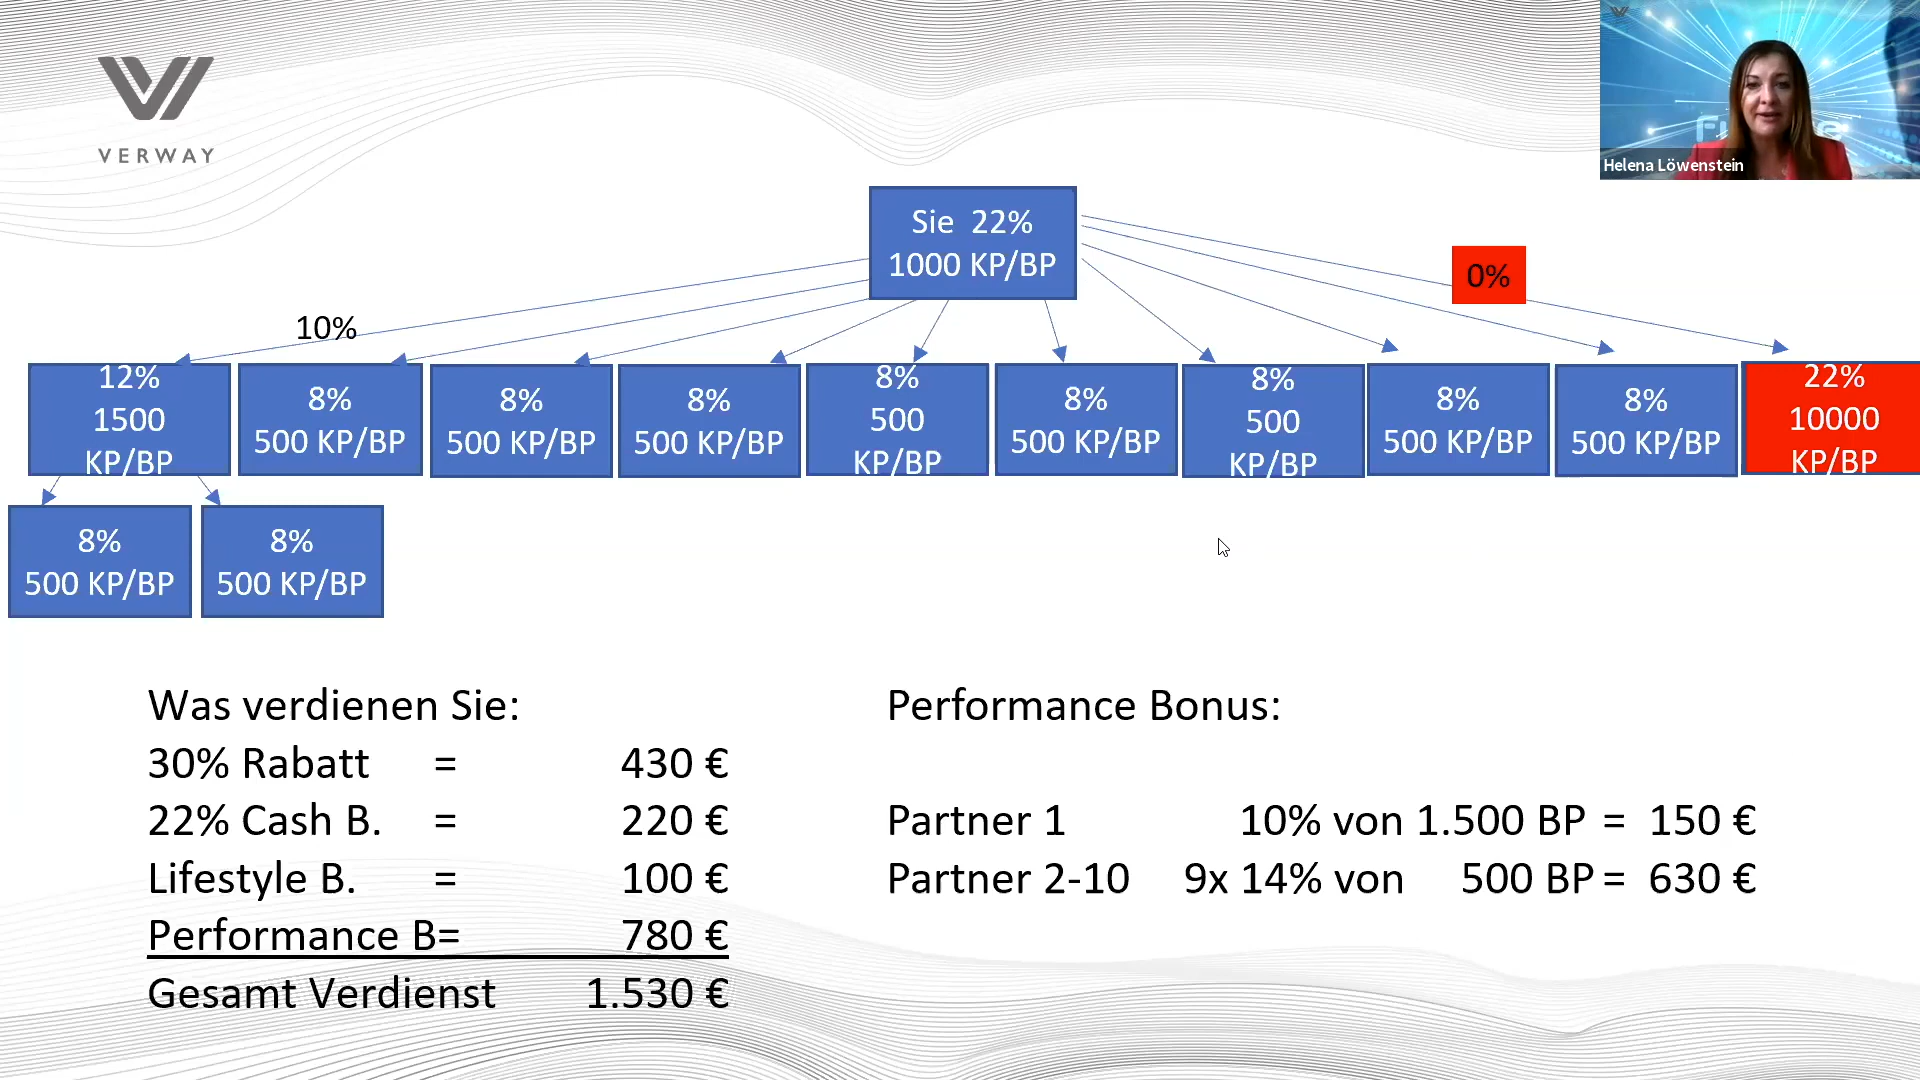 VERWAY
Helena Löwenstein
Sie 22%
1000 KP/BP
0%
10%
12%
1500
KP/BP
8%
500 KP/BP
8%
500 KP/BP
8%
500 KP/BP
8%
500
KP/BP
8%
500 KP/BP
8%
500
KP/BP
8%
500 KP/BP
8%
500 KP/BP
22%
10000
KP/BP
8%
500 KP/BP
8%
500 KP/BP
Was verdienen Sie:
30% Rabatt = 430 €
22% Cash B. = 220 €
Lifestyle B. = 100 €
Performance B= 780 €
Gesamt Verdienst 1.530 €
Performance Bonus:
Partner 1 10% von 1.500 BP = 150 €
Partner 2-10 9x 14% von 500 BP = 630 €